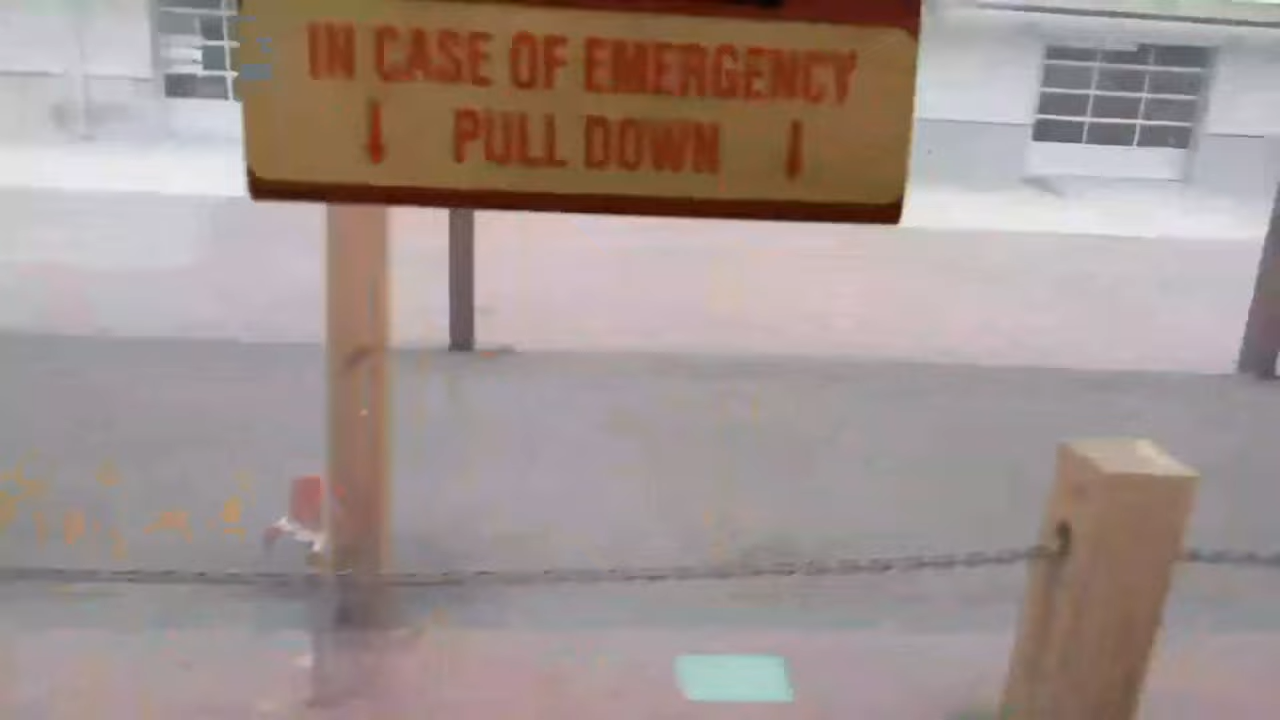 IN CASE OF EMERGENCY
↓ PULL DOWN ↓